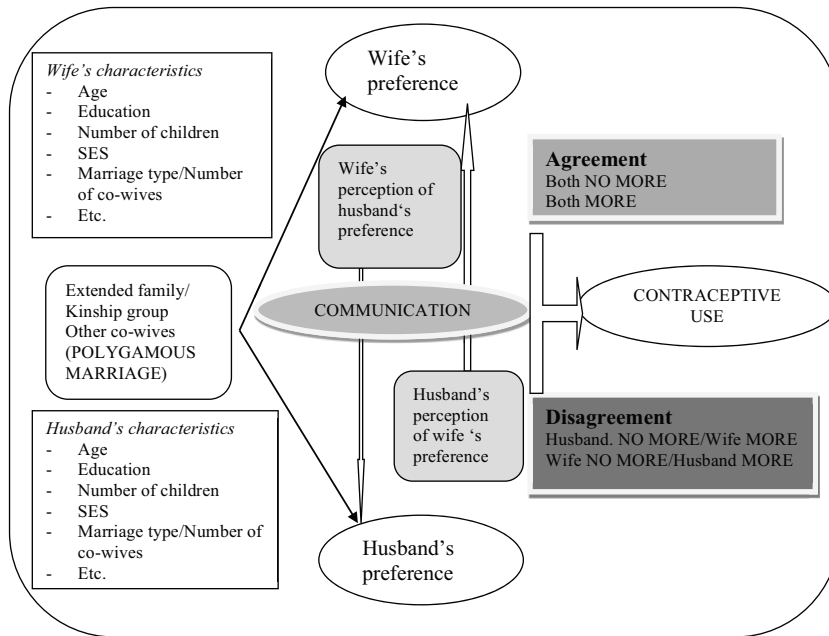 Wife's characteristics
- Age
- Education
- Number of children
- SES
- Marriage type/Number
of co-wives
- Etc.
Wife's
preference
Wife's
perception of
husband's
preference
Agreement
Both NO MORE
Both MORE
Extended family/
Kinship group
Other co-wives
(POLYGAMOUS
MARRIAGE)
COMMUNICATION
CONTRACEPTIVE
USE
Husband's
perception
of wife 's
preference
Disagreement
Husband. NO MORE/Wife MORE
Wife NO MORE/Husband MORE
Husband's characteristics
- Age
- Education
- Number of children
- SES
- Marriage type/Number of
co-wives
- Etc.
Husband's
preference